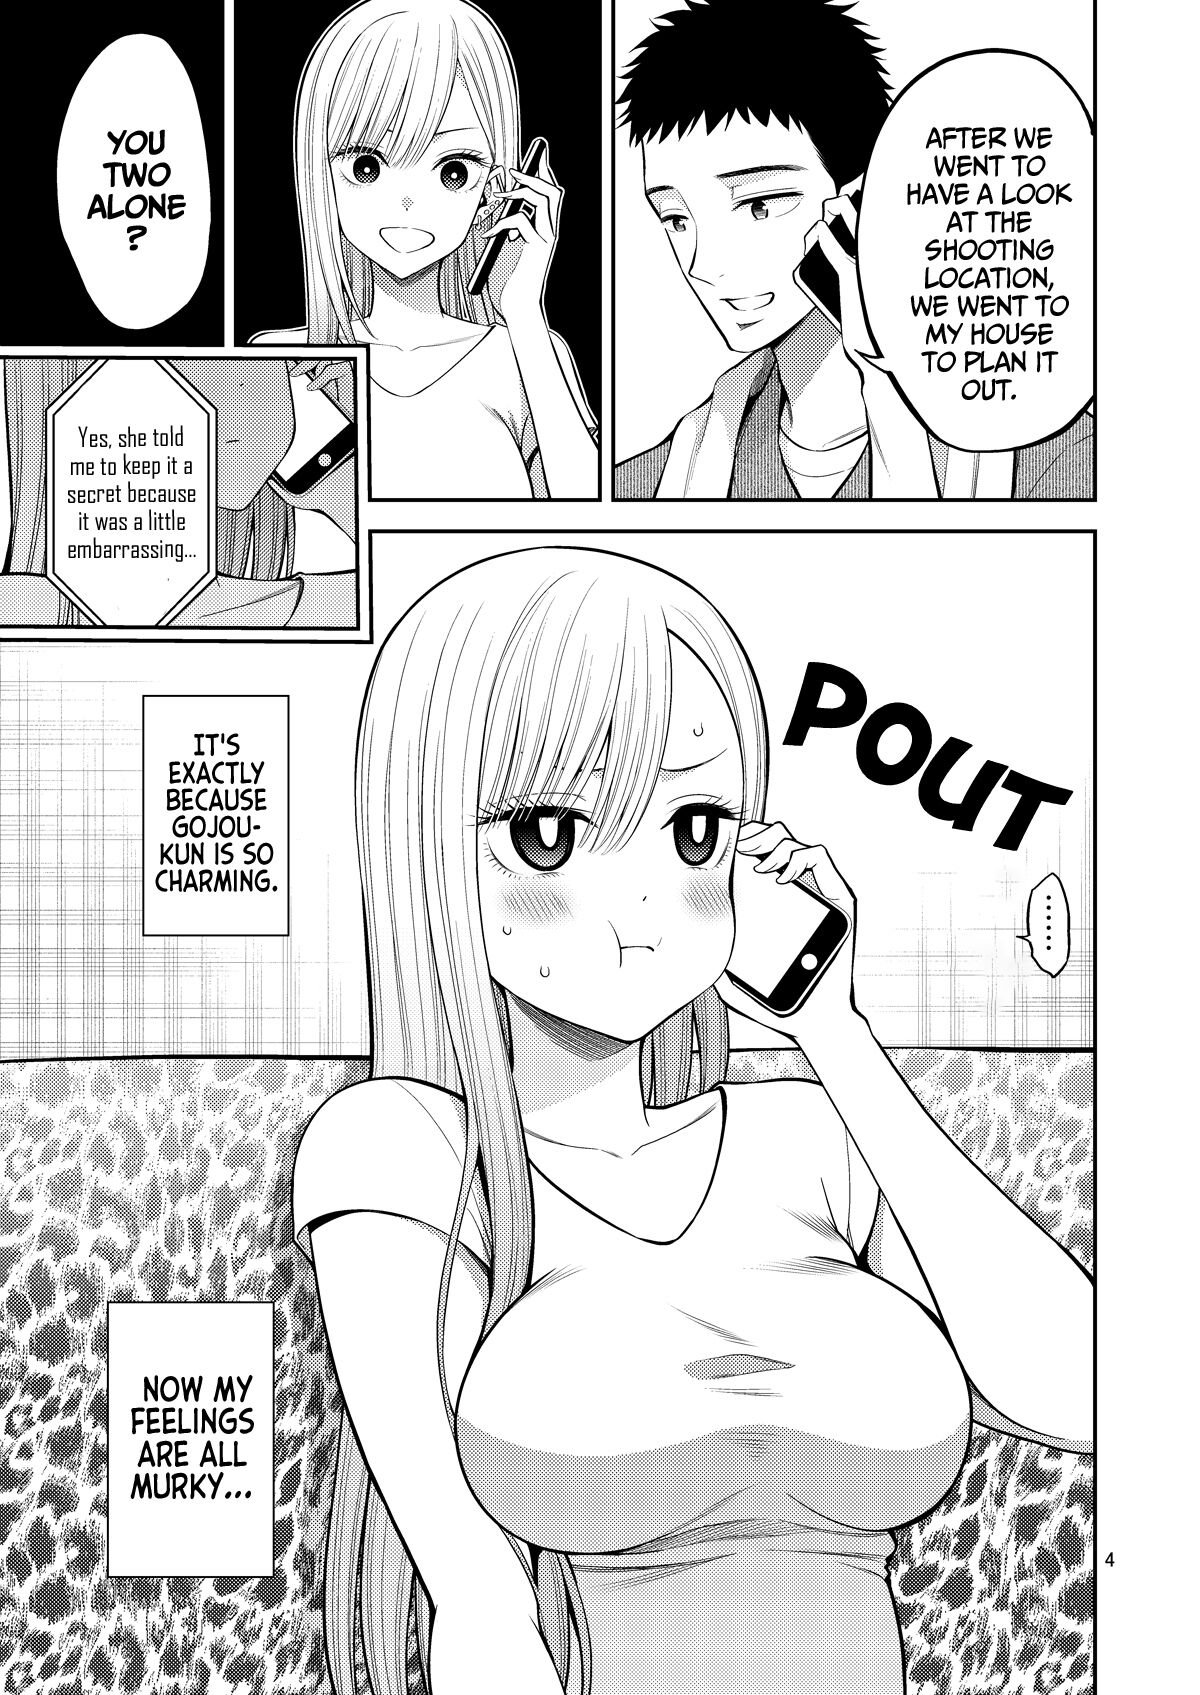 AFTER WE
WENT TO
HAVE A LOOK
AT THE
SHOOTING
LOCATION,
WE WENT TO
MY HOUSE
TO PLAN IT
OUT.
YOU
TWO
ALONE
?
Yes, she told
me to keep it a
secret because
it was a little
embarrassing...
POUT
......
IT'S
EXACTLY
BECAUSE
GOJOU-
KUN IS SO
CHARMING.
NOW MY
FEELINGS
ARE ALL
MURKY...
4